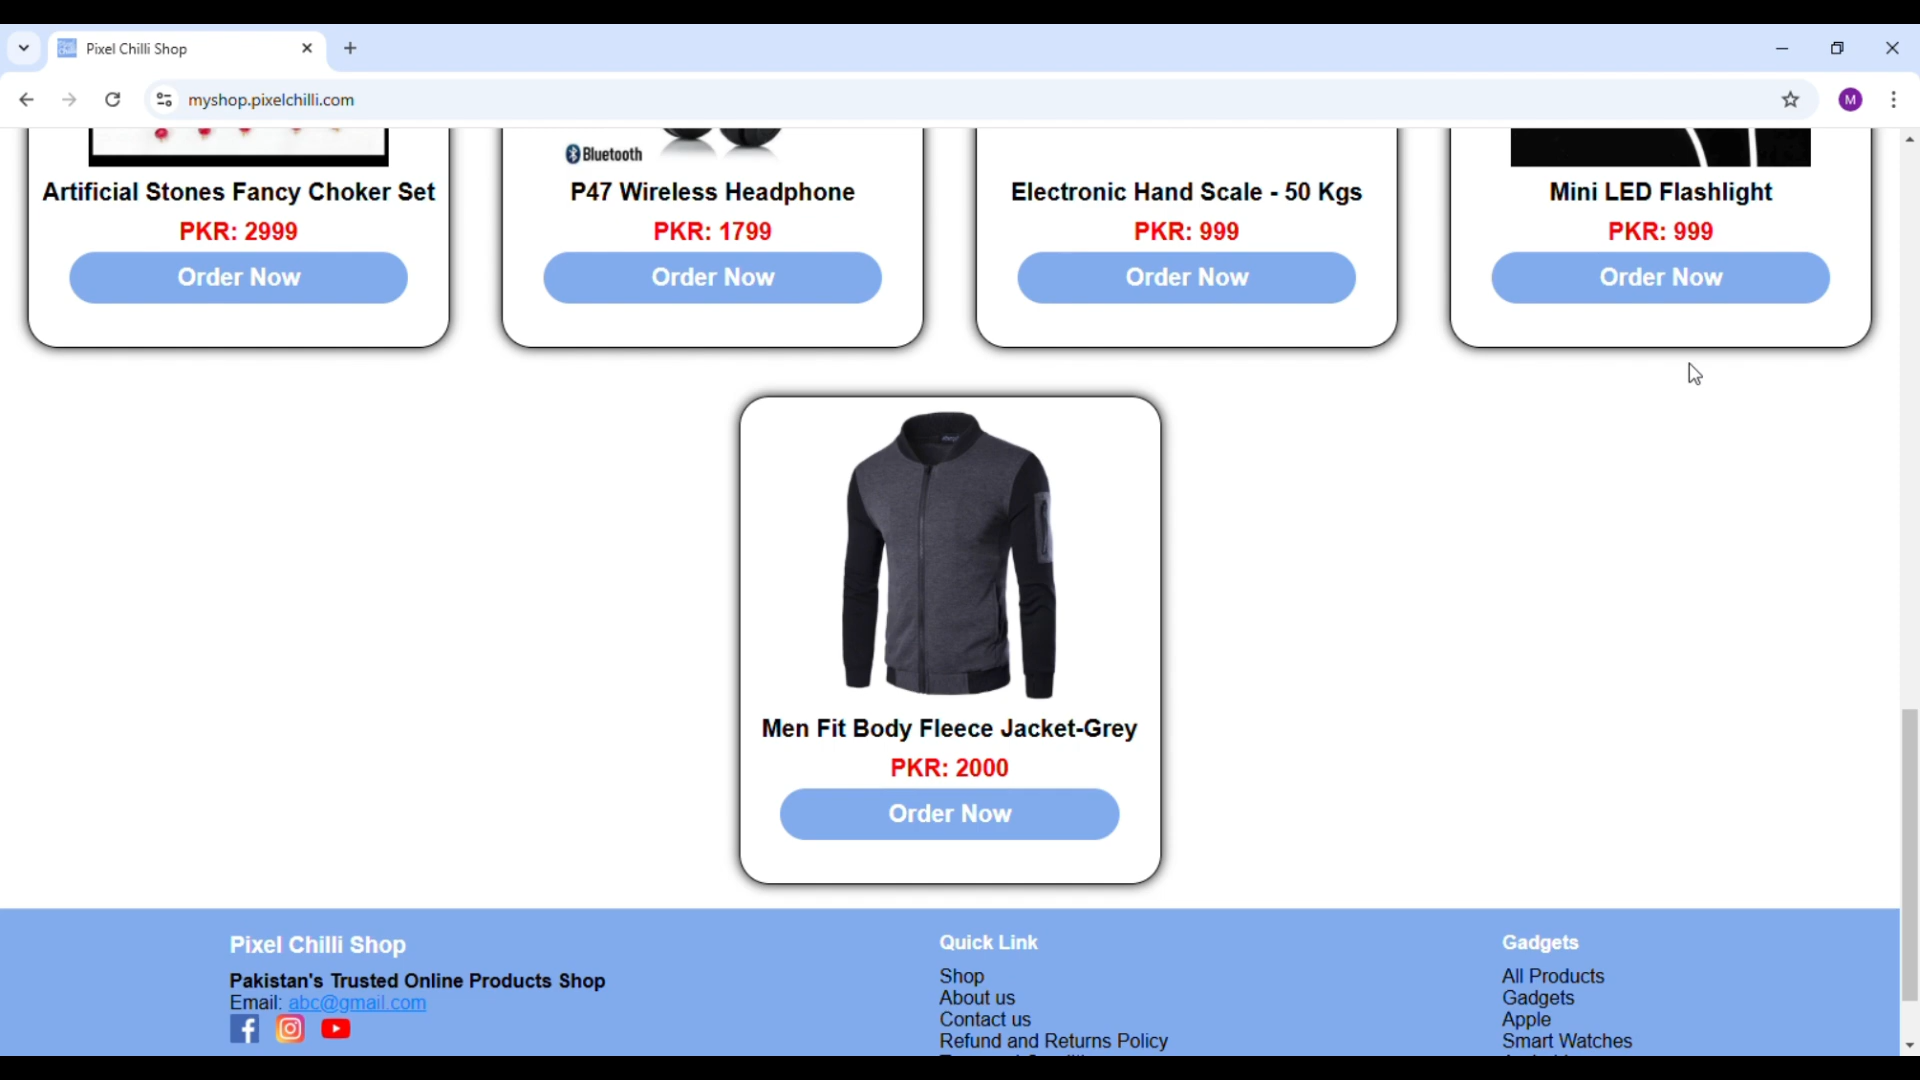 Pixel Chilli Shop
myshop.pixelchilli.com
M
Bluetooth
Artificial Stones Fancy Choker Set
P47 Wireless Headphone
Electronic Hand Scale - 50 Kgs
Mini LED Flashlight
PKR: 2999
PKR: 1799
PKR: 999
PKR: 999
Order Now
Order Now
Order Now
Order Now
Men Fit Body Fleece Jacket-Grey
PKR: 2000
Order Now
Pixel Chilli Shop
Pakistan's Trusted Online Products Shop
Email: abc@gmail.com
Quick Link
Shop
About us
Contact us
Refund and Returns Policy
Gadgets
All Products
Gadgets
Apple
Smart Watches